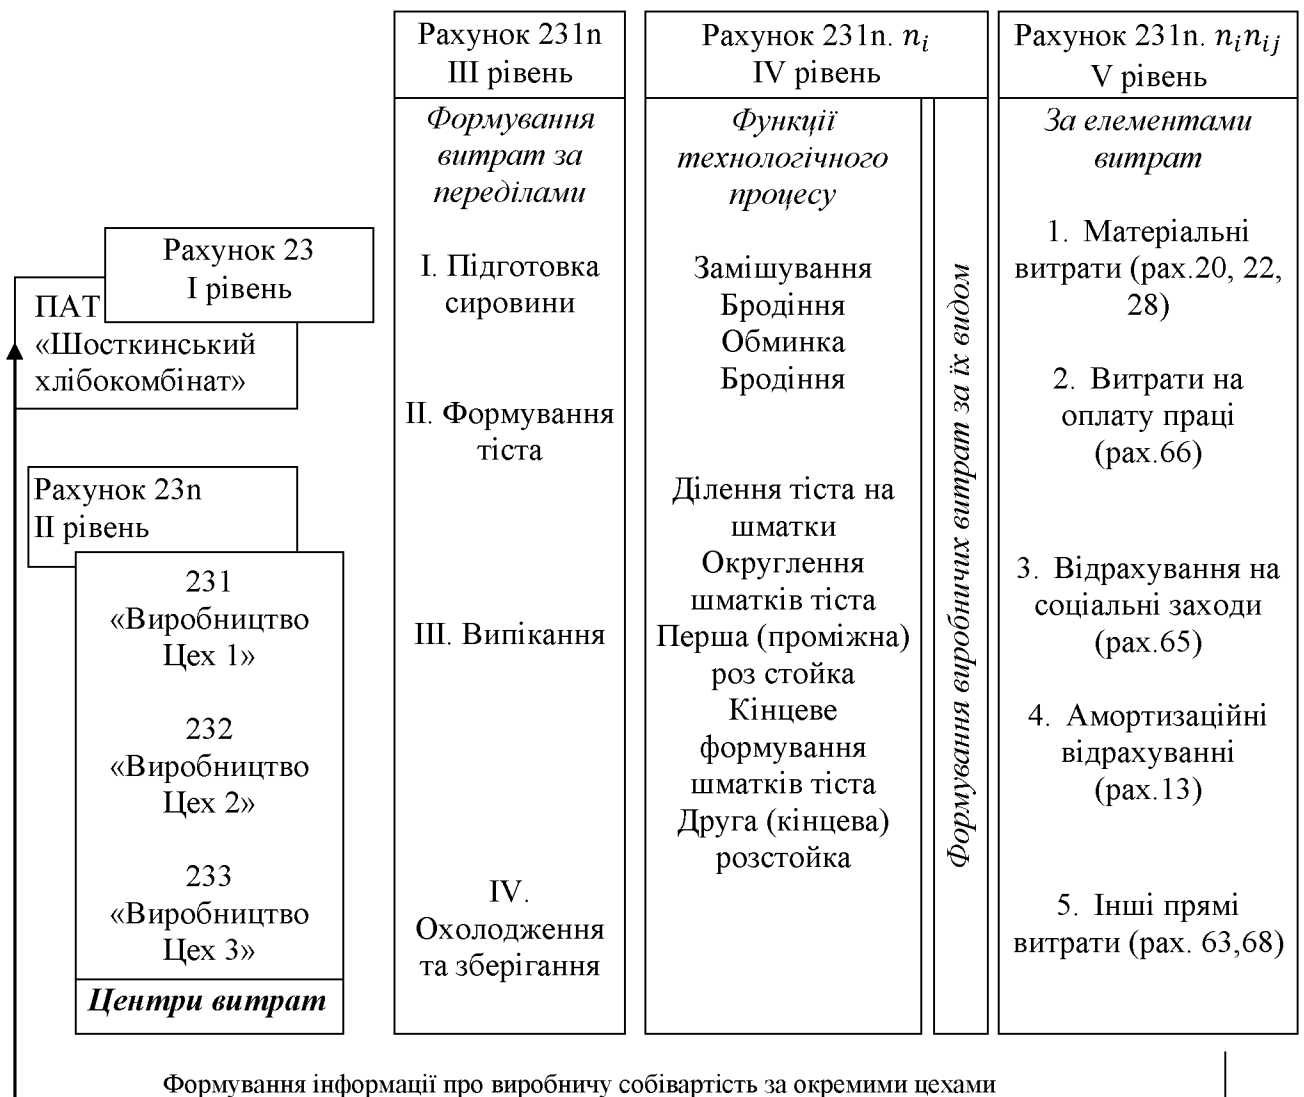 Рахунок 23
І рівень
ПАТ
«Шосткинський
хлібокомбінат»
Рахунок 23n
ІІ рівень
231
«Виробництво
Цех 1»
232
«Виробництво
Цех 2»
233
«Виробництво
Цех 3»
Центри витрат
Рахунок 231n
ІІІ рівень
Формування
витрат за
переділами
І. Підготовка
сировини
ІІ. Формування
тіста
ІІІ. Випікання
IV.
Охолодження
та зберігання
Рахунок 231n. nᵢ
IV рівень
Функції
технологічного
процесу
Замішування
Бродіння
Обминка
Бродіння
Ділення тіста на
шматки
Округлення
шматків тіста
Перша (проміжна)
роз стойка
Кінцеве
формування
шматків тіста
Друга (кінцева)
розстойка
Формування виробничих витрат за їх видом
Рахунок 231n. nᵢnᵢⱼ
V рівень
За елементами
витрат
1. Матеріальні
витрати (рах.20, 22,
28)
2. Витрати на
оплату праці
(рах.66)
3. Відрахування на
соціальні заходи
(рах.65)
4. Амортизаційні
відрахуванні
(рах.13)
5. Інші прямі
витрати (рах. 63,68)
Формування інформації про виробничу собівартість за окремими цехами